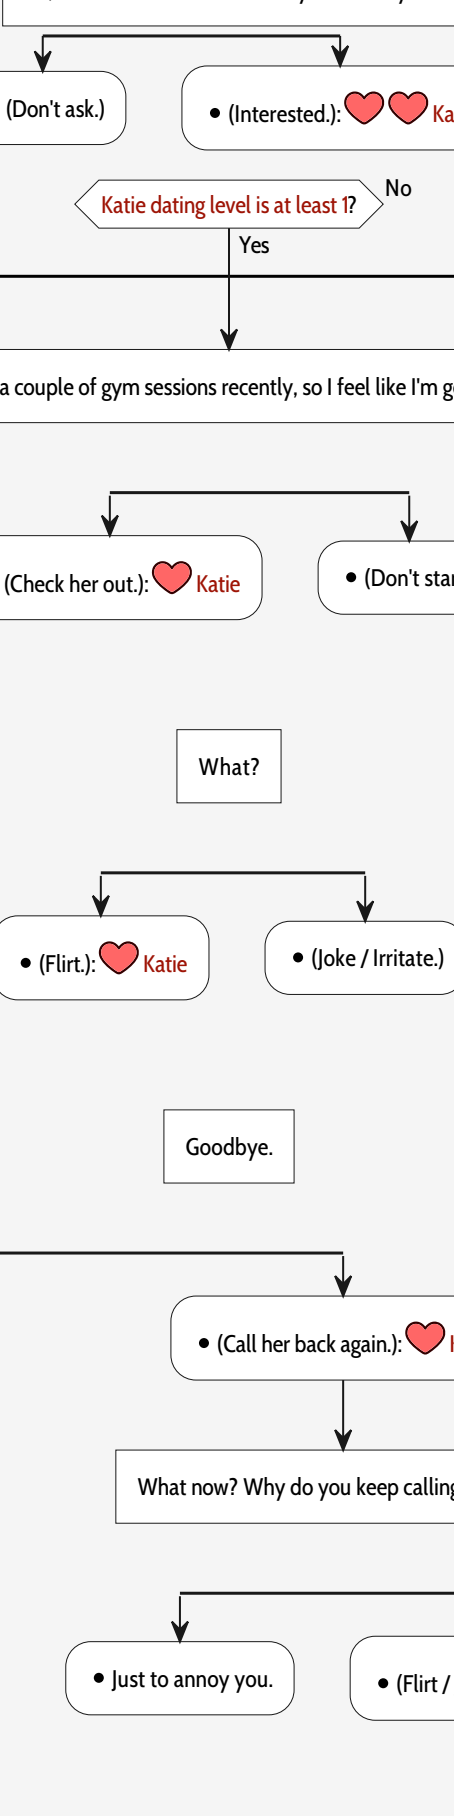 (Don't ask.)
• (Interested.): Ka
Katie dating level is at least 1?
No
Yes
a couple of gym sessions recently, so I feel like I'm
(Check her out.): Katie
• (Don't
What?
• (Flirt.): Katie
• (Joke / Irritate.)
Goodbye.
• (Call her back again.):
What now? Why do you keep calling
• Just to annoy you.
• (Flirt /